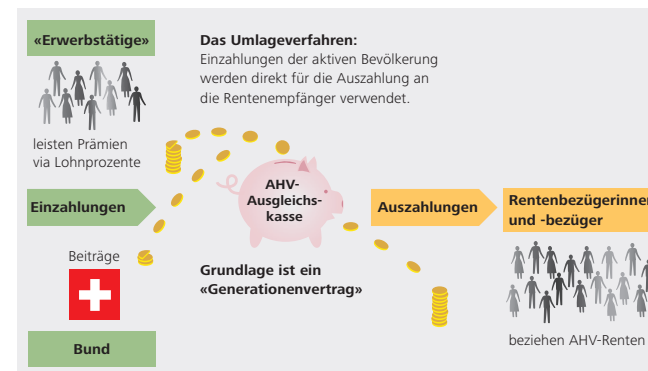 «Erwerbstätige»
Das Umlageverfahren:
Einzahlungen der aktiven Bevölkerung
werden direkt für die Auszahlung an
die Rentenempfänger verwendet.
leisten Prämien
via Lohnprozente
Einzahlungen
AHV-
Ausgleichs-
kasse
Auszahlungen
Rentenbezügerinnen
und -bezüger
Beiträge
Grundlage ist ein
«Generationenvertrag»
Bund
beziehen AHV-Renten